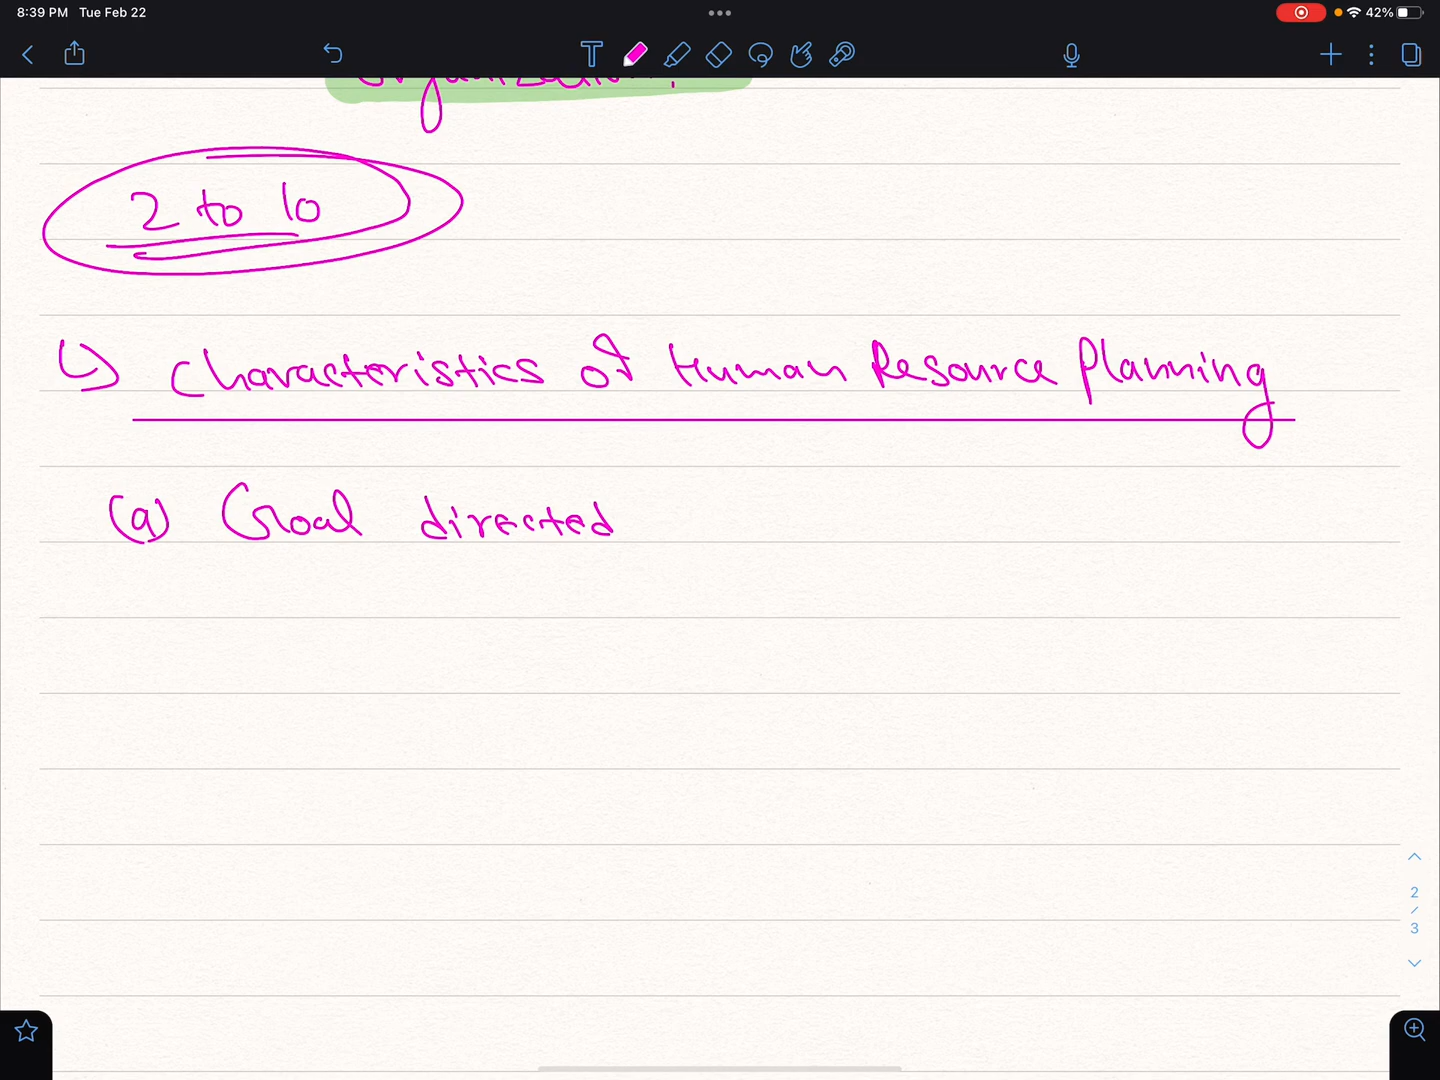 8:39 PM Tue Feb 22
42%
T
organization.
2 to 10
c) Characteristics of Human Resource Planning
(a) Goal directed
2
/
3